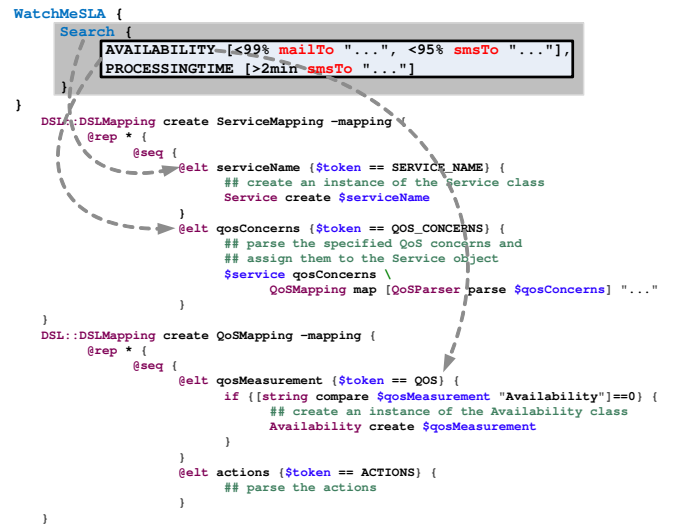 WatchMeSLA {
Search {
AVAILABILITY [<99% mailTo "...", <95% smsTo "..."],
PROCESSINGTIME [>2min smsTo "..."]
}
}
DSL::DSLMapping create ServiceMapping –mapping {
@rep * {
@seq {
@elt serviceName {$token == SERVICE_NAME} {
## create an instance of the Service class
Service create $serviceName
}
@elt qosConcerns {$token == QOS_CONCERNS} {
## parse the specified QoS concerns and
## assign them to the Service object
$service qosConcerns \
QoSMapping map [QoSParser parse $qosConcerns] "..."
}
}
DSL::DSLMapping create QoSMapping –mapping {
@rep * {
@seq {
@elt qosMeasurement {$token == QOS} {
if {[string compare $qosMeasurement "Availability"]==0} {
## create an instance of the Availability class
Availability create $qosMeasurement
}
}
@elt actions {$token == ACTIONS} {
## parse the actions
}
}